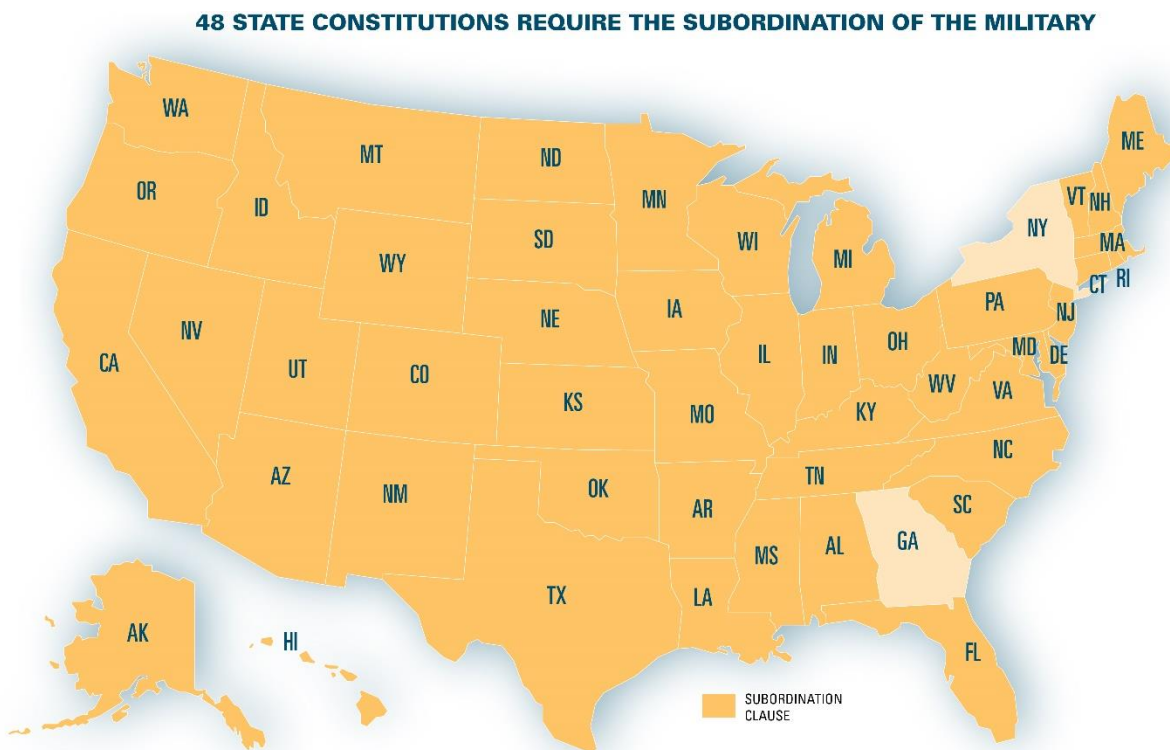 48 STATE CONSTITUTIONS REQUIRE THE SUBORDINATION OF THE MILITARY
WA
MT
ND
MN
ME
OR
ID
SD
WI
VT
NH
NY
MA
WY
MI
CT
RI
NV
NE
IA
PA
NJ
CA
UT
CO
IL
IN
OH
MD
DE
KS
MO
WV
VA
KY
AZ
NM
OK
AR
TN
NC
SC
MS
AL
GA
TX
LA
AK
HI
FL
SUBORDINATION
CLAUSE